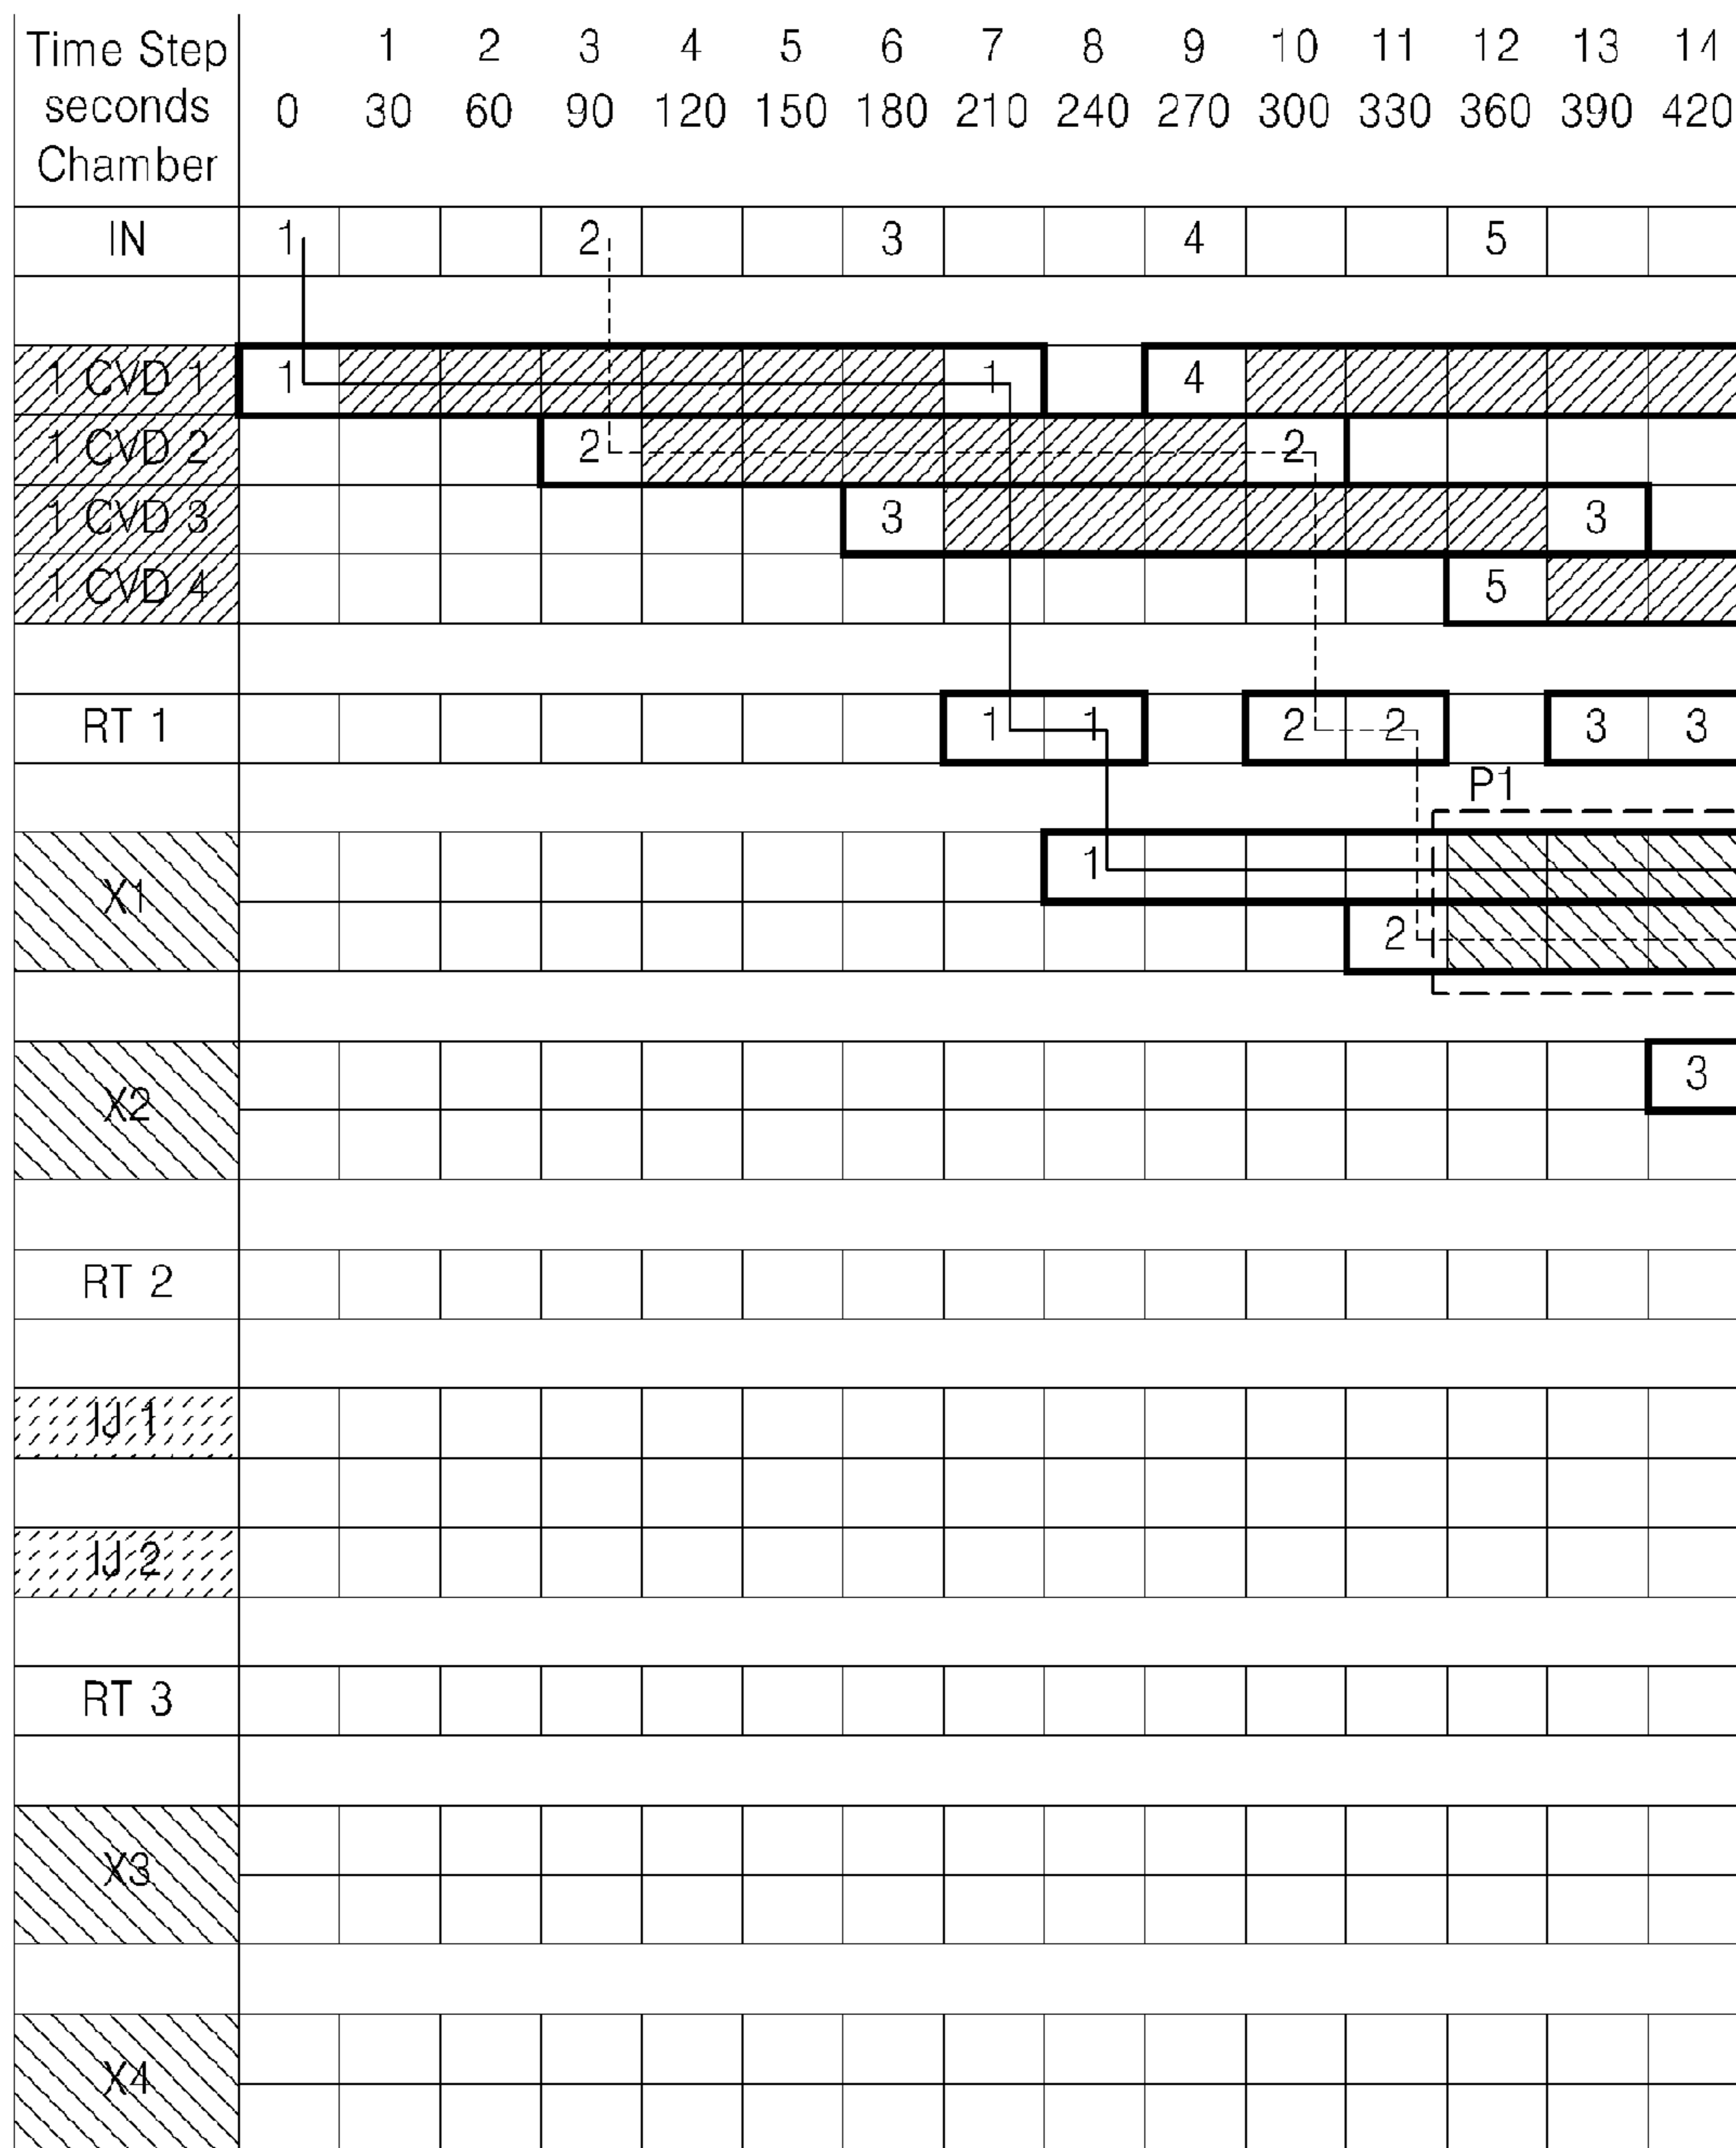 Time Step 1 2 3 4 5 6 7 8 9 10 11 12 13 14
seconds 0 30 60 90 120 150 180 210 240 270 300 330 360 390 420
Chamber
IN 1 2 3 4 5
1 CVD 1 1 1 4
1 CVD 2 2 2
1 CVD 3 3 3
1 CVD 4 5
RT 1 1 1 2 2 3 3
P1
X1 1
2
X2 3
RT 2
IJ 1
IJ 2
RT 3
X3
X4